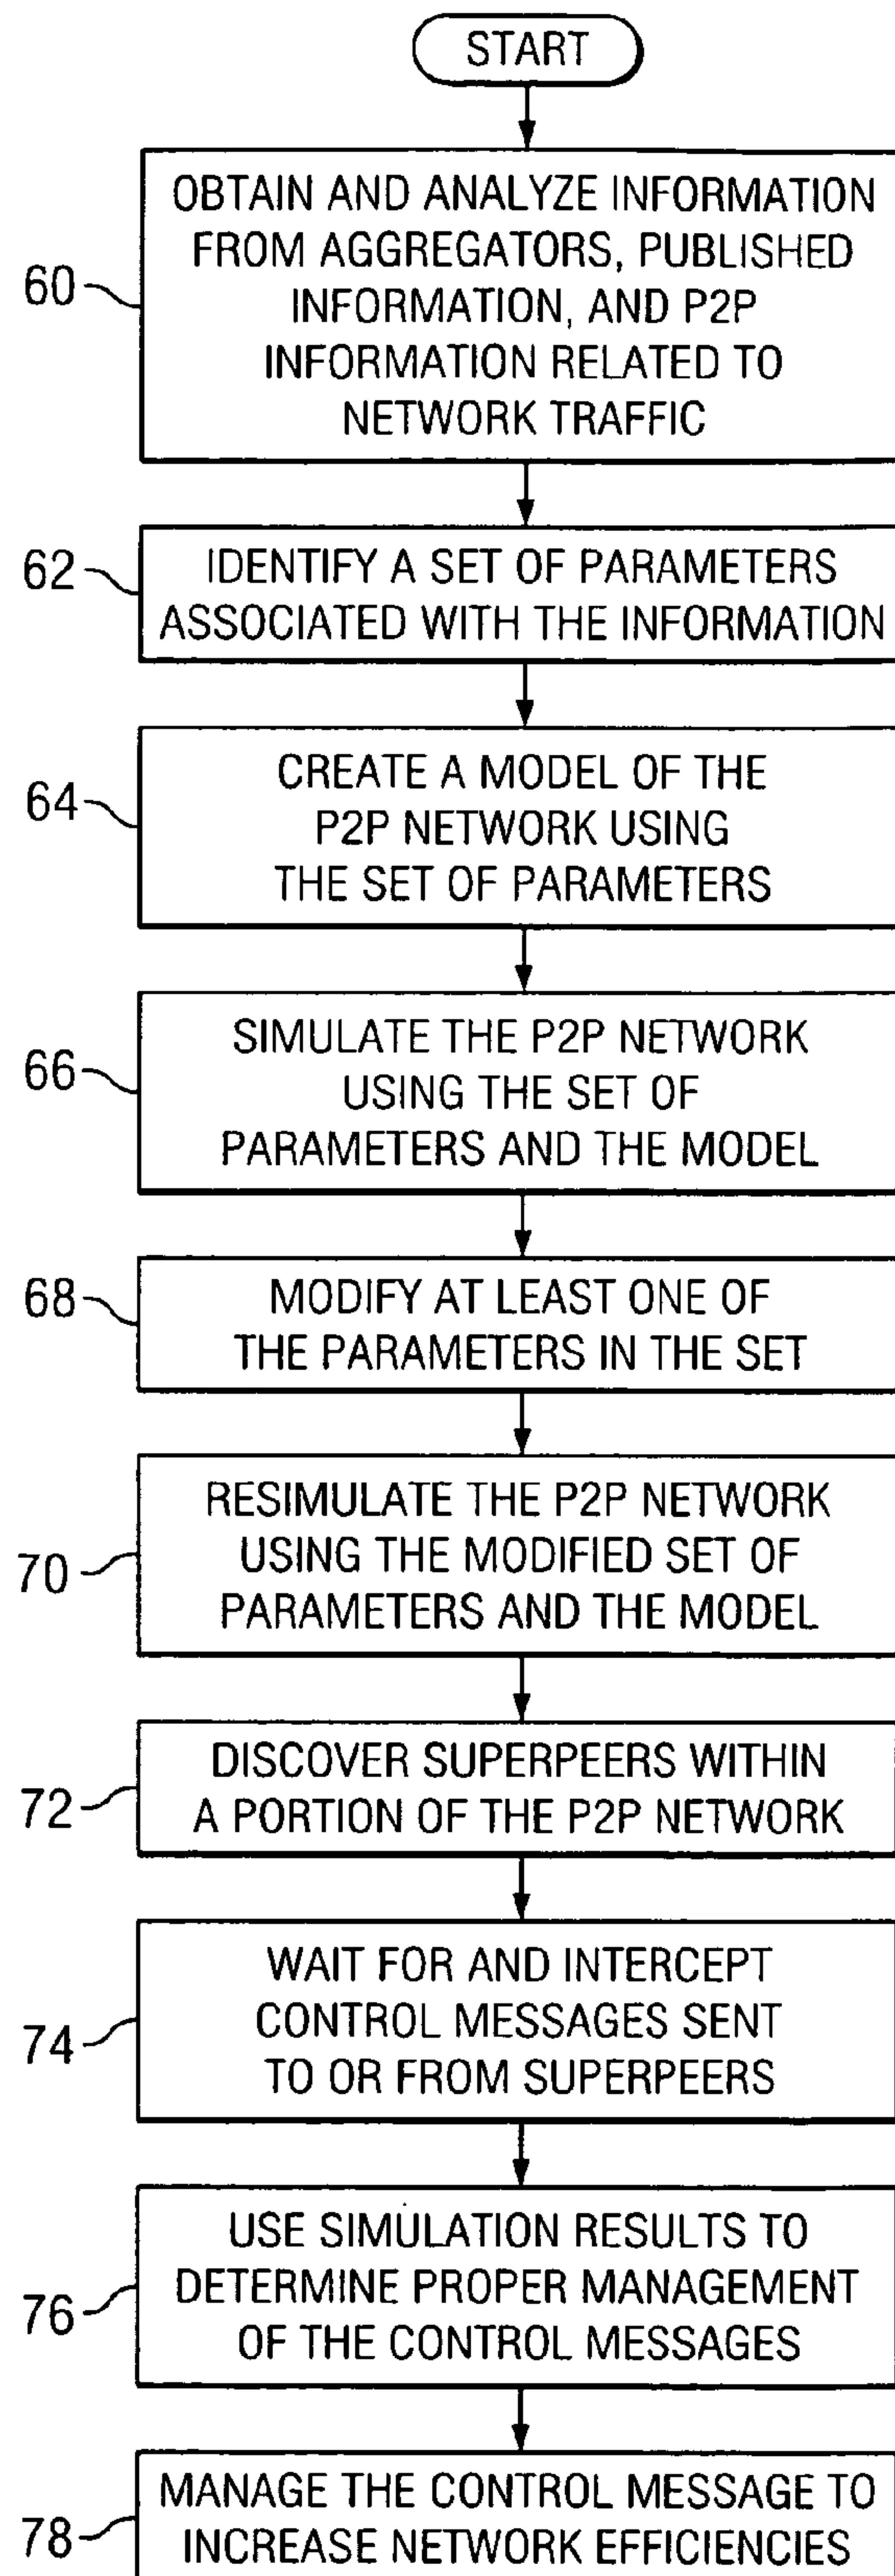 START
60
OBTAIN AND ANALYZE INFORMATION
FROM AGGREGATORS, PUBLISHED
INFORMATION, AND P2P
INFORMATION RELATED TO
NETWORK TRAFFIC
62
IDENTIFY A SET OF PARAMETERS
ASSOCIATED WITH THE INFORMATION
64
CREATE A MODEL OF THE
P2P NETWORK USING
THE SET OF PARAMETERS
66
SIMULATE THE P2P NETWORK
USING THE SET OF
PARAMETERS AND THE MODEL
68
MODIFY AT LEAST ONE OF
THE PARAMETERS IN THE SET
70
RESIMULATE THE P2P NETWORK
USING THE MODIFIED SET OF
PARAMETERS AND THE MODEL
72
DISCOVER SUPERPEERS WITHIN
A PORTION OF THE P2P NETWORK
74
WAIT FOR AND INTERCEPT
CONTROL MESSAGES SENT
TO OR FROM SUPERPEERS
76
USE SIMULATION RESULTS TO
DETERMINE PROPER MANAGEMENT
OF THE CONTROL MESSAGES
78
MANAGE THE CONTROL MESSAGE TO
INCREASE NETWORK EFFICIENCIES